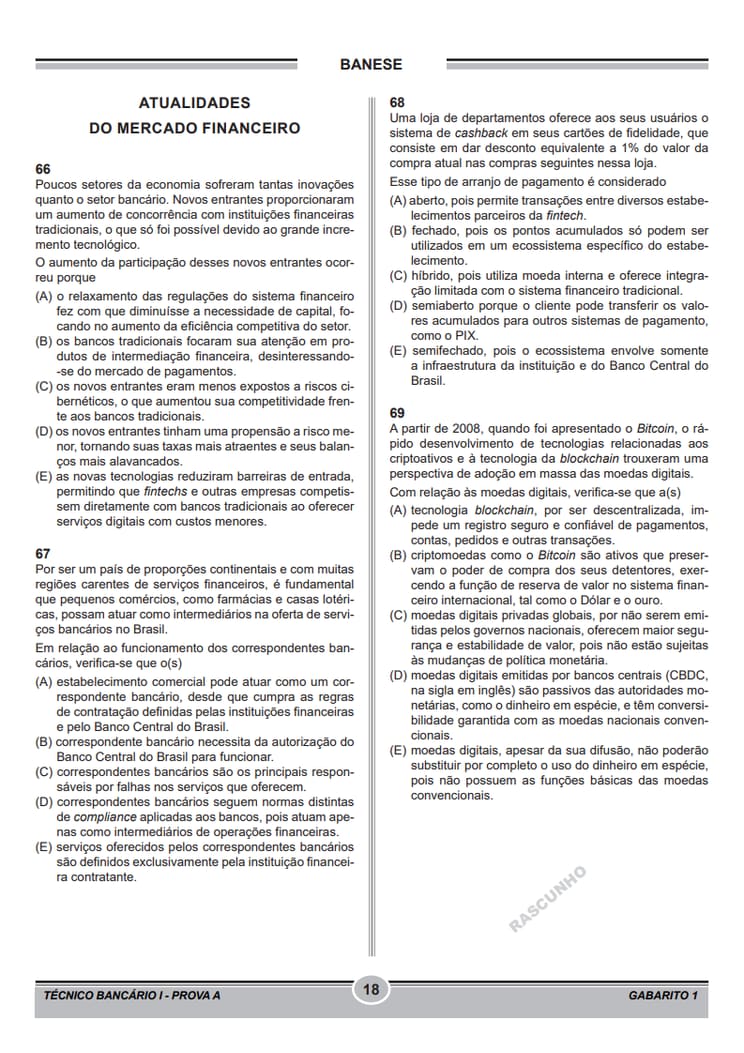 BANESE
ATUALIDADES
DO MERCADO FINANCEIRO
66
Poucos setores da economia sofreram tantas inovações
quanto o setor bancário. Novos entrantes proporcionaram
um aumento de concorrência com instituições financeiras
tradicionais, o que só foi possível devido ao grande incre-
mento tecnológico.
O aumento da participação desses novos entrantes ocor-
reu porque
(A) o relaxamento das regulações do sistema financeiro
fez com que diminuísse a necessidade de capital, fo-
cando no aumento da eficiência competitiva do setor.
(B) os bancos tradicionais focaram sua atenção em pro-
dutos de intermediação financeira, desinteressando-
-se do mercado de pagamentos.
(C) os novos entrantes eram menos expostos a riscos ci-
bernéticos, o que aumentou sua competitividade fren-
te aos bancos tradicionais.
(D) os novos entrantes tinham uma propensão a risco me-
nor, tornando suas taxas mais atraentes e seus balan-
ços mais alavancados.
(E) as novas tecnologias reduziram barreiras de entrada,
permitindo que fintechs e outras empresas competis-
sem diretamente com bancos tradicionais ao oferecer
serviços digitais com custos menores.
67
Por ser um país de proporções continentais e com muitas
regiões carentes de serviços financeiros, é fundamental
que pequenos comércios, como farmácias e casas lotéri-
cas, possam atuar como intermediários na oferta de servi-
ços bancários no Brasil.
Em relação ao funcionamento dos correspondentes ban-
cários, verifica-se que o(s)
(A) estabelecimento comercial pode atuar como um cor-
respondente bancário, desde que cumpra as regras
de contratação definidas pelas instituições financeiras
e pelo Banco Central do Brasil.
(B) correspondente bancário necessita da autorização do
Banco Central do Brasil para funcionar.
(C) correspondentes bancários são os principais respon-
sáveis por falhas nos serviços que oferecem.
(D) correspondentes bancários seguem normas distintas
de compliance aplicadas aos bancos, pois atuam ape-
nas como intermediários de operações financeiras.
(E) serviços oferecidos pelos correspondentes bancários
são definidos exclusivamente pela instituição financei-
ra contratante.
68
Uma loja de departamentos oferece aos seus usuários o
sistema de cashback em seus cartões de fidelidade, que
consiste em dar desconto equivalente a 1% do valor da
compra atual nas compras seguintes nessa loja.
Esse tipo de arranjo de pagamento é considerado
(A) aberto, pois permite transações entre diversos estabe-
lecimentos parceiros da fintech.
(B) fechado, pois os pontos acumulados só podem ser
utilizados em um ecossistema específico do estabe-
lecimento.
(C) híbrido, pois utiliza moeda interna e oferece integra-
ção limitada com o sistema financeiro tradicional.
(D) semiaberto porque o cliente pode transferir os valo-
res acumulados para outros sistemas de pagamento,
como o PIX.
(E) semifechado, pois o ecossistema envolve somente
a infraestrutura da instituição e do Banco Central do
Brasil.
69
A partir de 2008, quando foi apresentado o Bitcoin, o rá-
pido desenvolvimento de tecnologias relacionadas aos
criptoativos e à tecnologia da blockchain trouxeram uma
perspectiva de adoção em massa das moedas digitais.
Com relação às moedas digitais, verifica-se que a(s)
(A) tecnologia blockchain, por ser descentralizada, im-
pede um registro seguro e confiável de pagamentos,
contas, pedidos e outras transações.
(B) criptomoedas como o Bitcoin são ativos que preser-
vam o poder de compra dos seus detentores, exer-
cendo a função de reserva de valor no sistema finan-
ceiro internacional, tal como o Dólar e o ouro.
(C) moedas digitais privadas globais, por não serem emi-
tidas pelos governos nacionais, oferecem maior segu-
rança e estabilidade de valor, pois não estão sujeitas
às mudanças de política monetária.
(D) moedas digitais emitidas por bancos centrais (CBDC,
na sigla em inglês) são passivos das autoridades mo-
netárias, como o dinheiro em espécie, e têm conversi-
bilidade garantida com as moedas nacionais conven-
cionais.
(E) moedas digitais, apesar da sua difusão, não poderão
substituir por completo o uso do dinheiro em espécie,
pois não possuem as funções básicas das moedas
convencionais.
RASCUNHO
TÉCNICO BANCÁRIO I - PROVA A
18
GABARITO 1